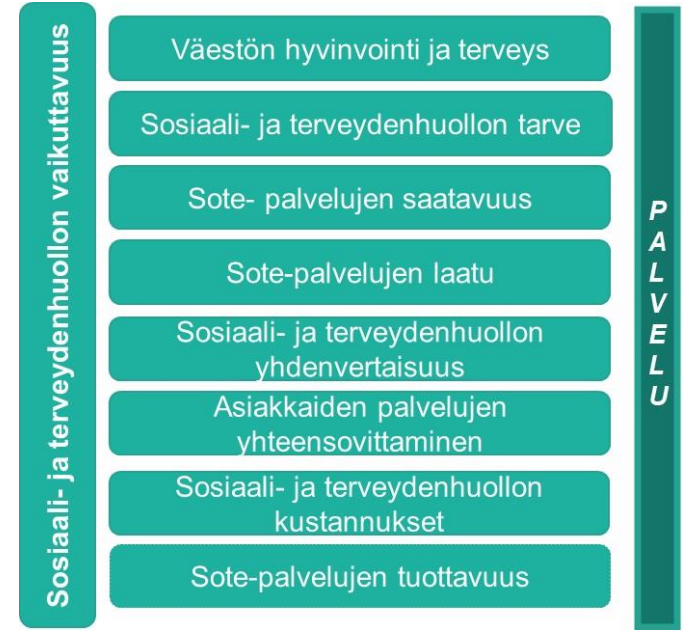 Sosiaali- ja terveydenhuollon vaikuttavuus
Väestön hyvinvointi ja terveys
Sosiaali- ja terveydenhuollon tarve
Sote- palvelujen saatavuus
Sote-palvelujen laatu
Sosiaali- ja terveydenhuollon
yhdenvertaisuus
Asiakkaiden palvelujen
yhteensovittaminen
Sosiaali- ja terveydenhuollon
kustannukset
Sote-palvelujen tuottavuus
PALVELU